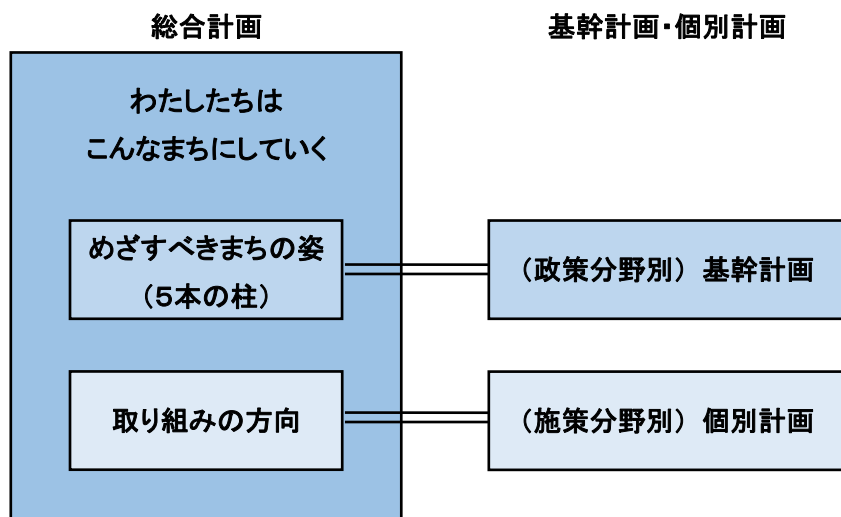 総合計画
基幹計画・個別計画
わたしたちは
こんなまちにしていく
めざすべきまちの姿
（５本の柱）
（政策分野別）基幹計画
取り組みの方向
（施策分野別）個別計画